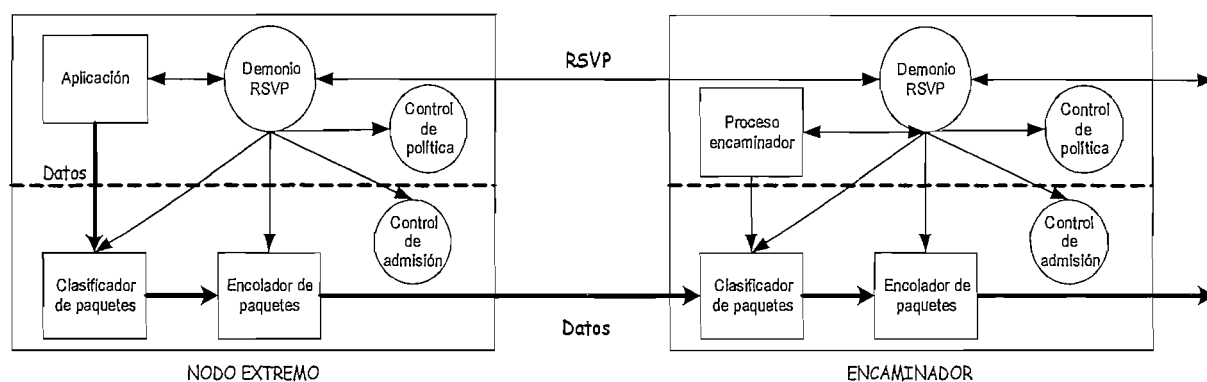 Aplicación
Demonio
RSVP
Control
de
política
Datos
Control
de
admisión
Clasificador
de paquetes
Encolador de
paquetes
NODO EXTREMO
RSVP
Datos
Demonio
RSVP
Proceso
encaminador
Control
de
política
Control
de
admisión
Clasificador
de paquetes
Encolador de
paquetes
ENCAMINADOR